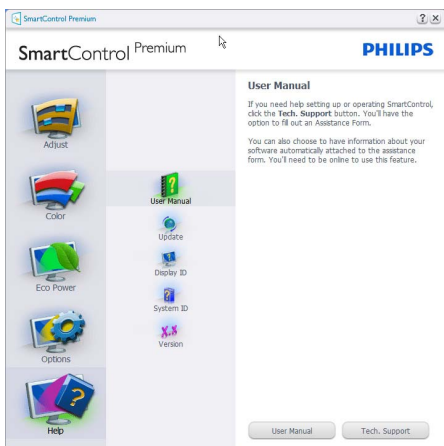 SmartControl Premium
SmartControl Premium
PHILIPS
Adjust
Color
Eco Power
Options
Help
User Manual
Update
Display ID
System ID
X.X
Version
User Manual
If you need help setting up or operating SmartControl,
click the Tech. Support button. You'll have the
option to fill out an Assistance Form.
You can also choose to have information about your
software automatically attached to the assistance
form. You'll need to be online to use this feature.
User Manual
Tech. Support